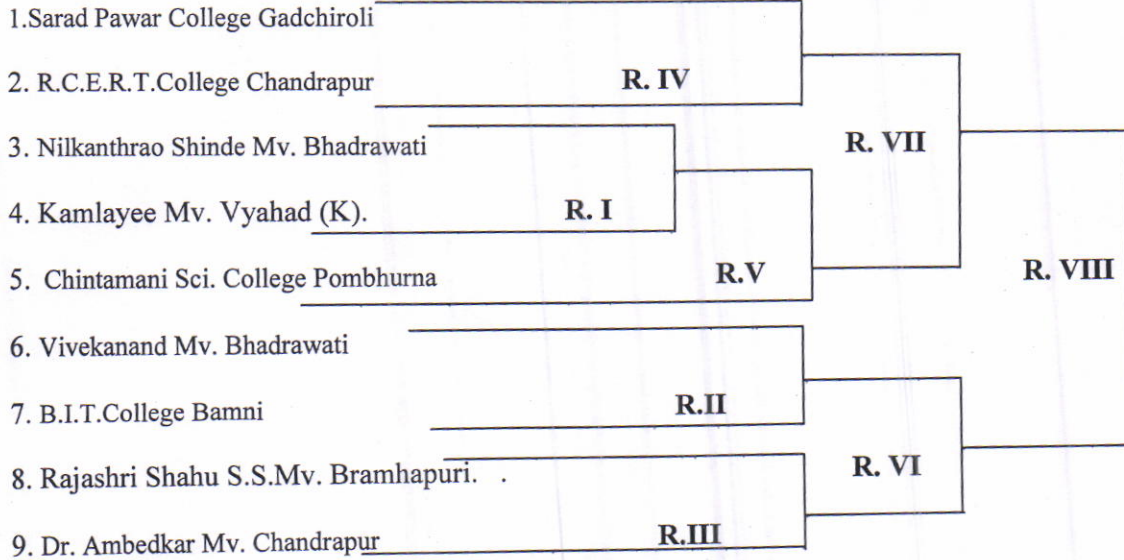 1.Sarad Pawar College Gadchiroli
2. R.C.E.R.T.College Chandrapur
R. IV
3. Nilkanthrao Shinde Mv. Bhadrawati
R. VII
4. Kamlayee Mv. Vyahad (K).
R. I
5. Chintamani Sci. College Pombhurna
R.V
R. VIII
6. Vivekanand Mv. Bhadrawati
7. B.I.T.College Bamni
R.II
8. Rajashri Shahu S.S.Mv. Bramhapuri. .
R. VI
9. Dr. Ambedkar Mv. Chandrapur
R.III